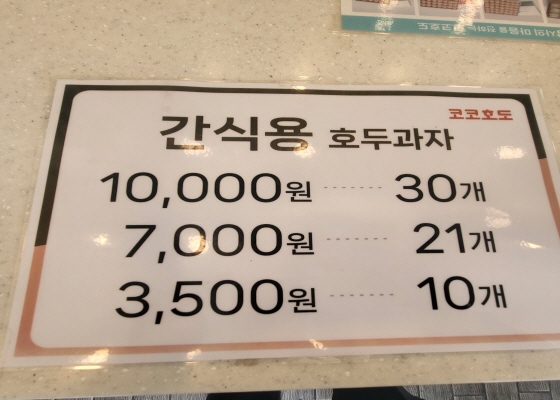 코코호도
간식용 호두과자
10,000원 ------- 30개
7,000원 ------- 21개
3,500원 ------- 10개